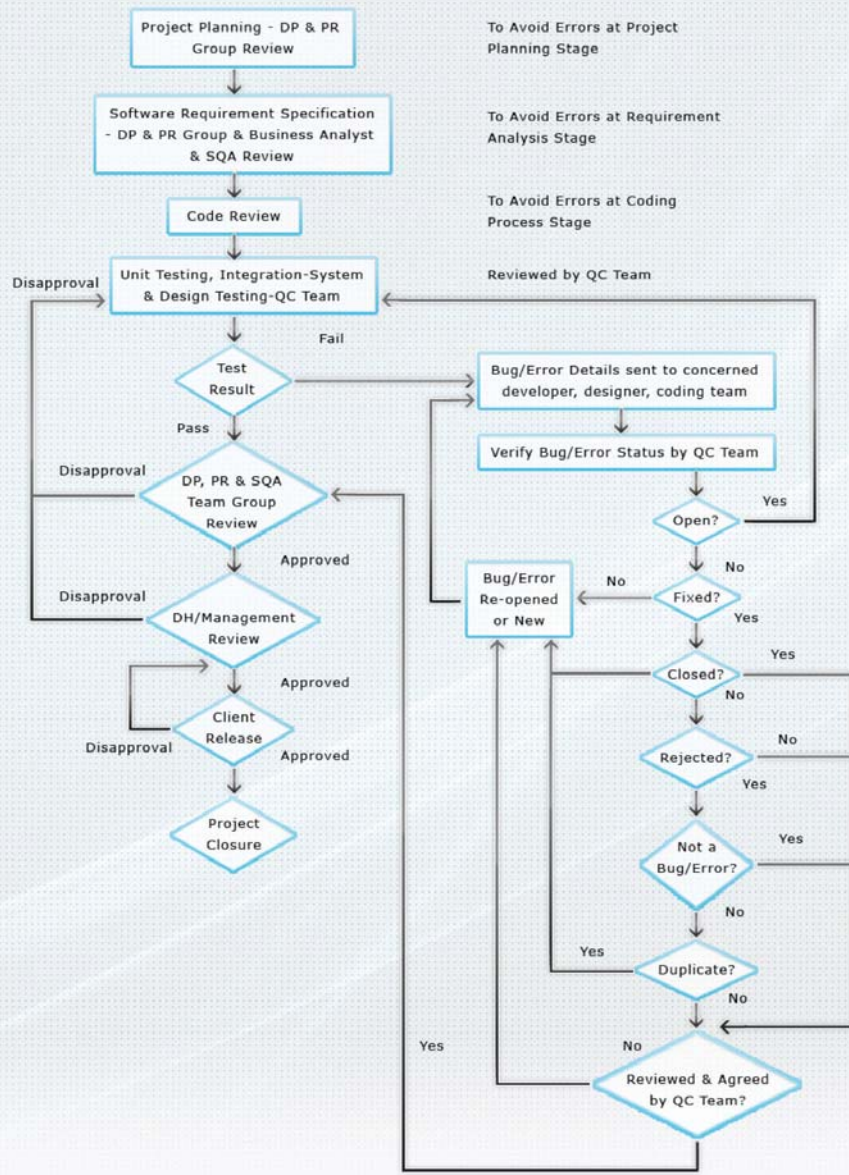 Project Planning - DP & PR
Group Review
To Avoid Errors at Project
Planning Stage
Software Requirement Specification
- DP & PR Group & Business Analyst
& SQA Review
To Avoid Errors at Requirement
Analysis Stage
Code Review
To Avoid Errors at Coding
Process Stage
Disapproval
Unit Testing, Integration-System
& Design Testing-QC Team
Reviewed by QC Team
Fail
Test
Result
Bug/Error Details sent to concerned
developer, designer, coding team
Pass
Verify Bug/Error Status by QC Team
Disapproval
DP, PR & SQA
Team Group
Review
Yes
Open?
Approved
No
Bug/Error
Re-opened
or New
No
Fixed?
Disapproval
DH/Management
Review
Yes
Yes
Closed?
Approved
No
Client
Release
Disapproval
Approved
No
Rejected?
Yes
Project
Closure
Not a
Bug/Error?
Yes
No
Yes
Duplicate?
No
Yes
No
Reviewed & Agreed
by QC Team?